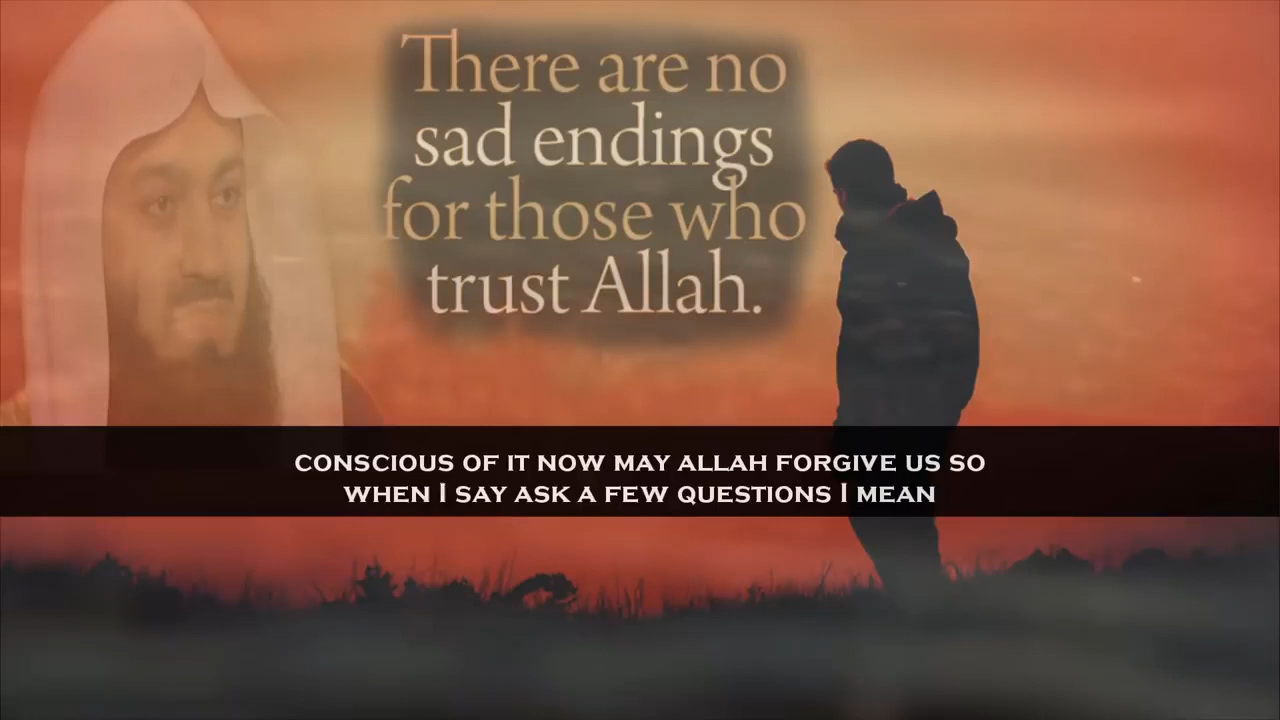 There are no
sad endings
for those who
trust Allah.
CONSCIOUS OF IT NOW MAY ALLAH FORGIVE US SO
WHEN I SAY ASK A FEW QUESTIONS I MEAN